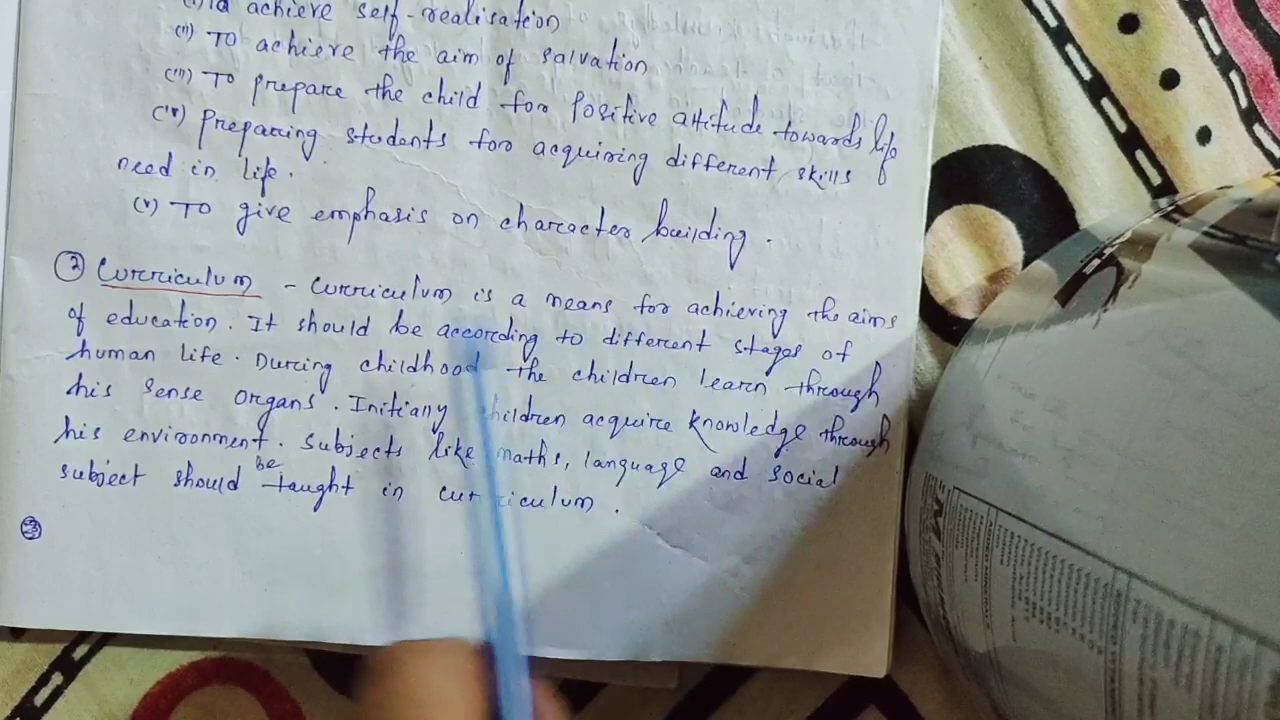 (i) To achieve self-realisation
(ii) TO achieve the aim of salvation
(iii) TO prepare the child for Positive attitude towards life
(iv) Preparing students for acquiring different skills
need in life.
(v) TO give emphasis on character building.
② Curriculum - Curriculum is a means for achieving the aims
of education. It should be according to different stages of
human life. During childhood the children learn through
his sense organs. Initially children acquire knowledge through
his environment. Subjects like maths, language and social
subject should be taught in curriculum.